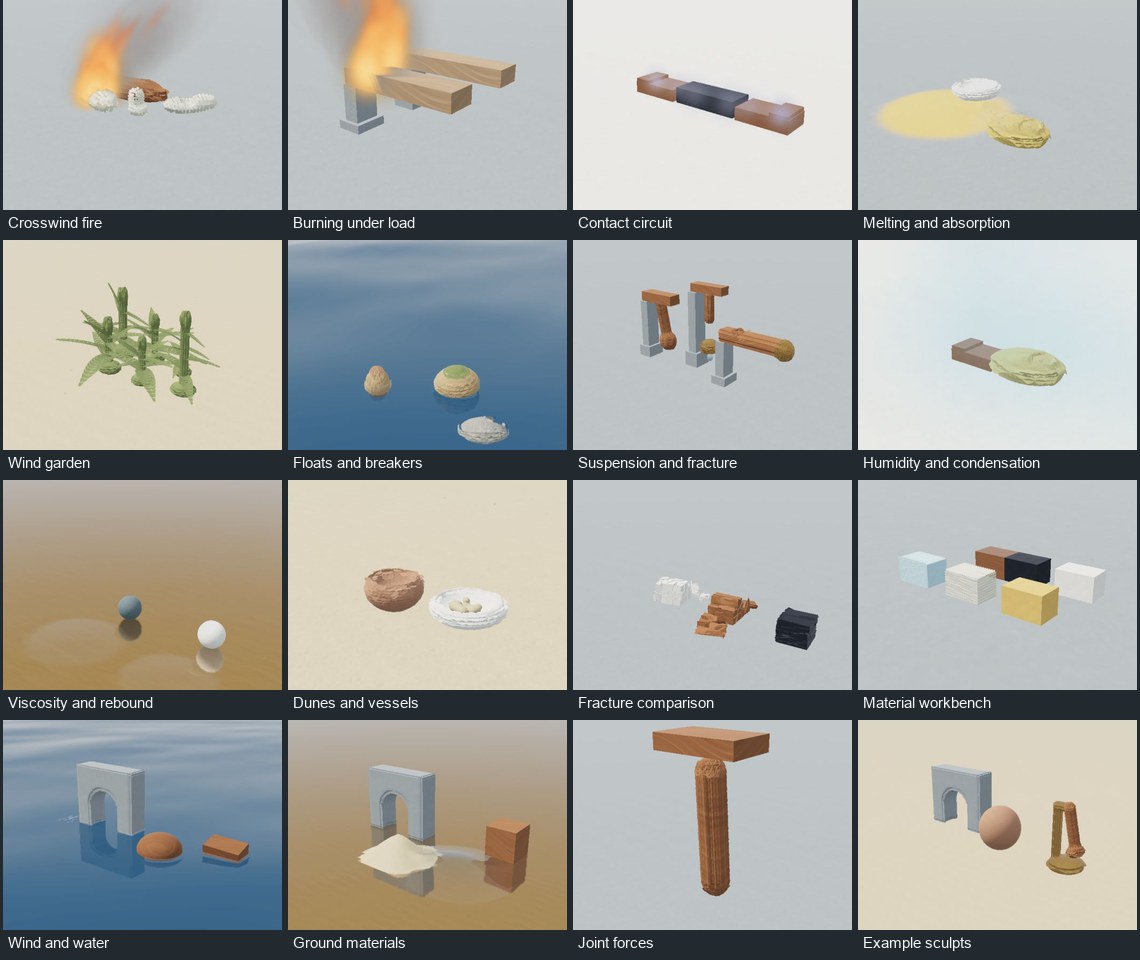 Crosswind fire
Burning under load
Contact circuit
Melting and absorption
Wind garden
Floats and breakers
Suspension and fracture
Humidity and condensation
Viscosity and rebound
Dunes and vessels
Fracture comparison
Material workbench
Wind and water
Ground materials
Joint forces
Example sculpts